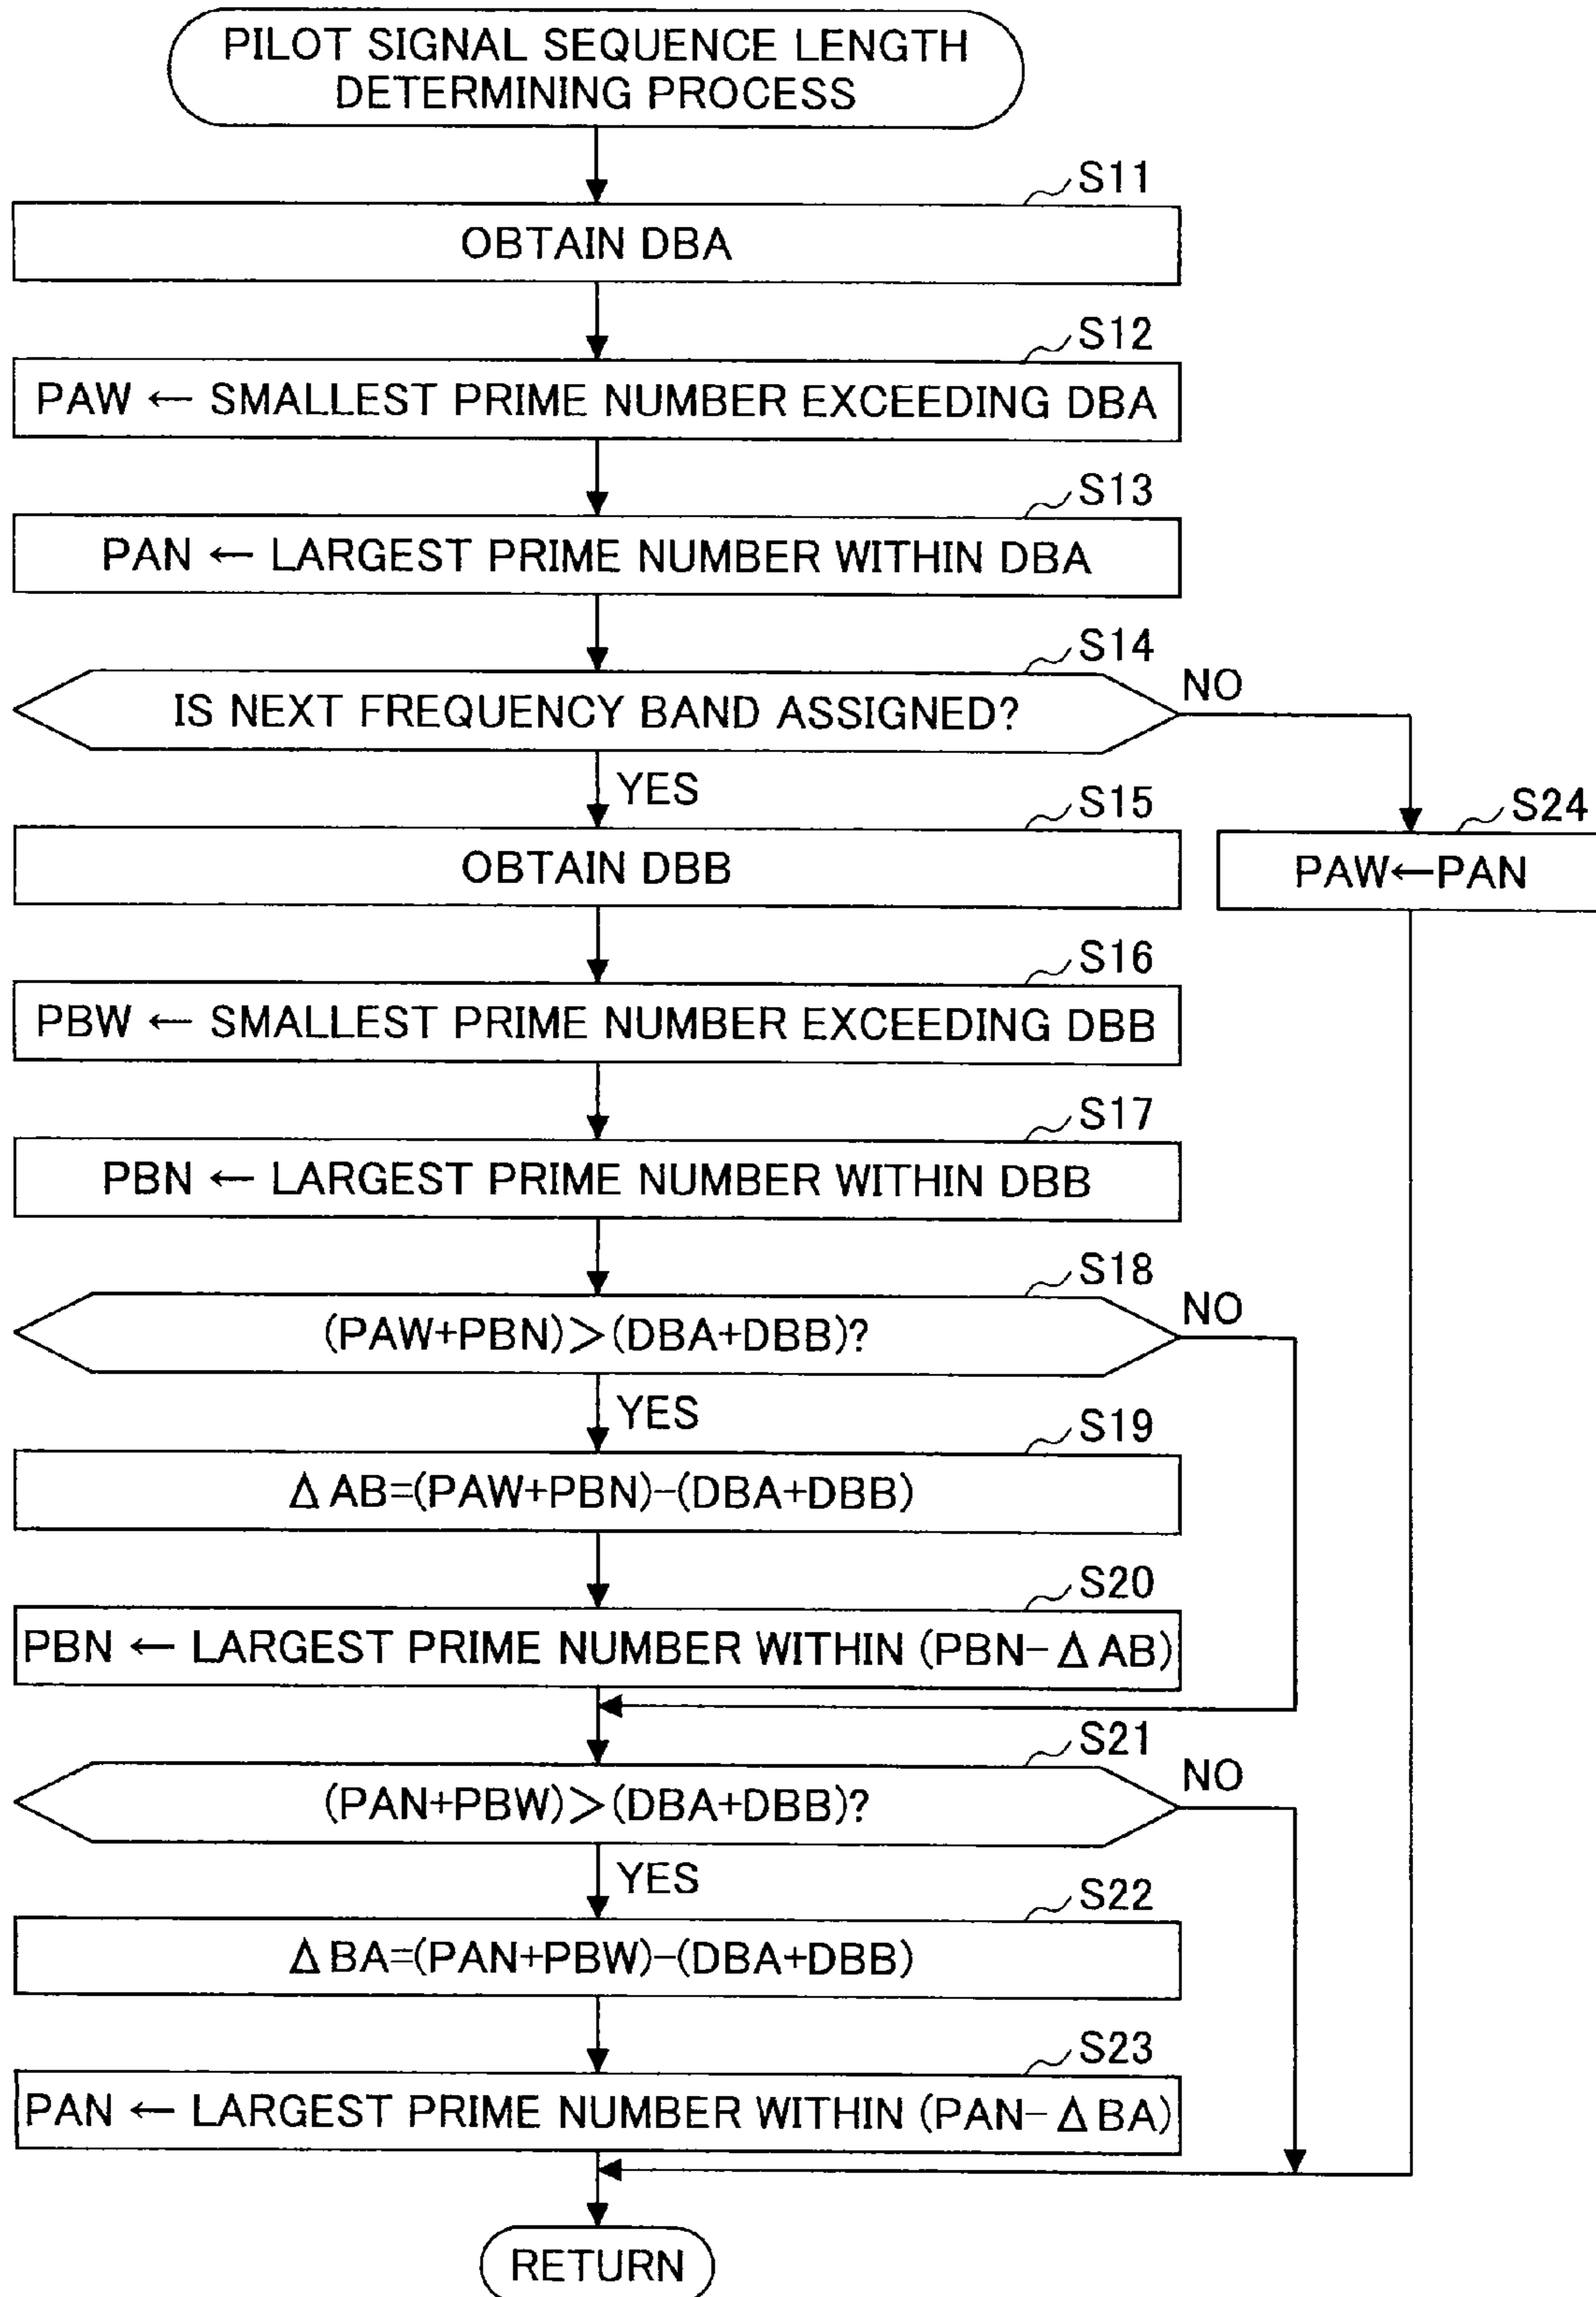 PILOT SIGNAL SEQUENCE LENGTH
DETERMINING PROCESS
S11
OBTAIN DBA
S12
PAW ← SMALLEST PRIME NUMBER EXCEEDING DBA
S13
PAN ← LARGEST PRIME NUMBER WITHIN DBA
S14
IS NEXT FREQUENCY BAND ASSIGNED?
NO
YES
S15
OBTAIN DBB
S24
PAW←PAN
S16
PBW ← SMALLEST PRIME NUMBER EXCEEDING DBB
S17
PBN ← LARGEST PRIME NUMBER WITHIN DBB
S18
(PAW+PBN)>(DBA+DBB)?
NO
YES
S19
Δ AB=(PAW+PBN)-(DBA+DBB)
S20
PBN ← LARGEST PRIME NUMBER WITHIN (PBN-Δ AB)
S21
(PAN+PBW)>(DBA+DBB)?
NO
YES
S22
Δ BA=(PAN+PBW)-(DBA+DBB)
S23
PAN ← LARGEST PRIME NUMBER WITHIN (PAN-Δ BA)
RETURN